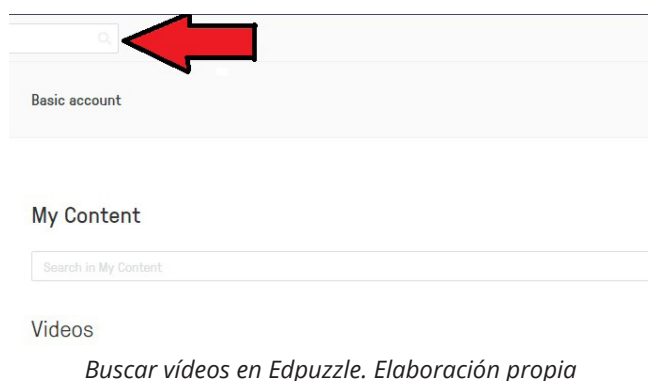 Basic account
My Content
Search in My Content
Videos
Buscar vídeos en Edpuzzle. Elaboración propia